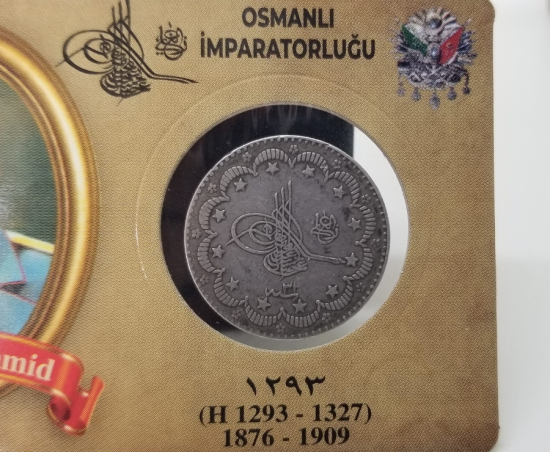 OSMANLI
İMPARATORLUĞU
mid
١٢٩٣
(H 1293 - 1327)
1876 - 1909